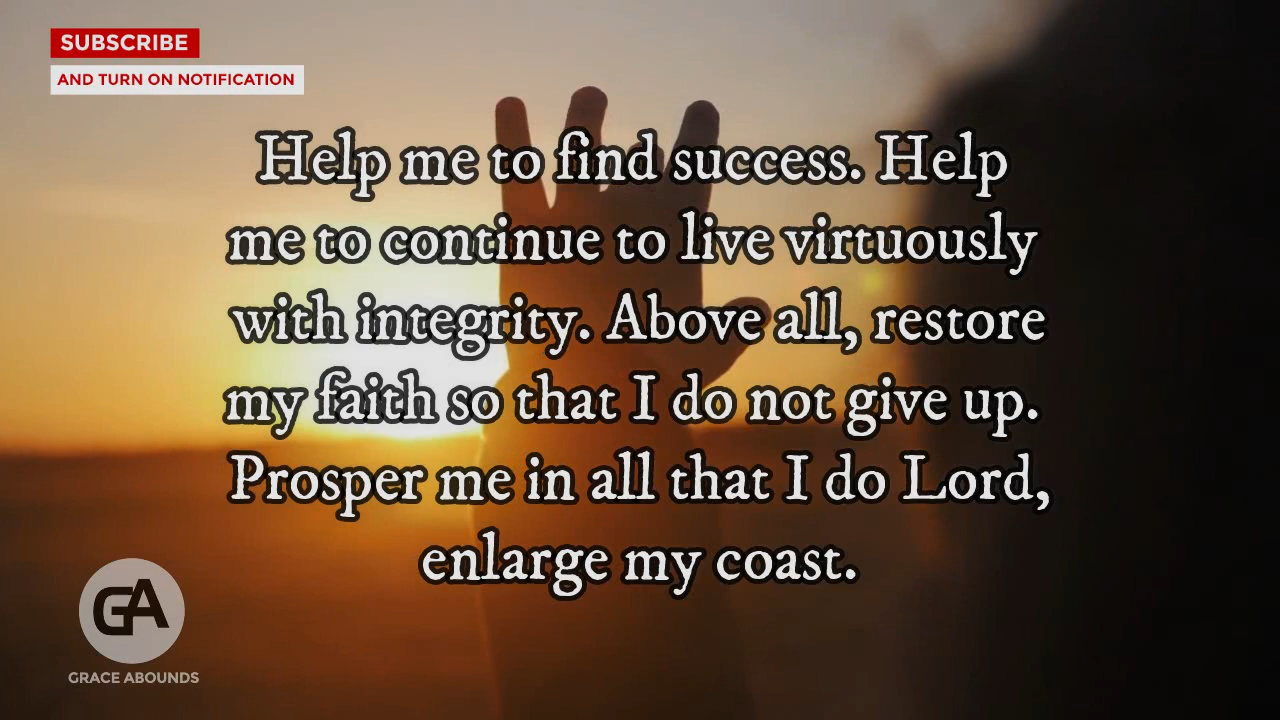 SUBSCRIBE
AND TURN ON NOTIFICATION
Help me to find success. Help
me to continue to live virtuously
with integrity. Above all, restore
my faith so that I do not give up.
Prosper me in all that I do Lord,
enlarge my coast.
GA
GRACE ABOUNDS